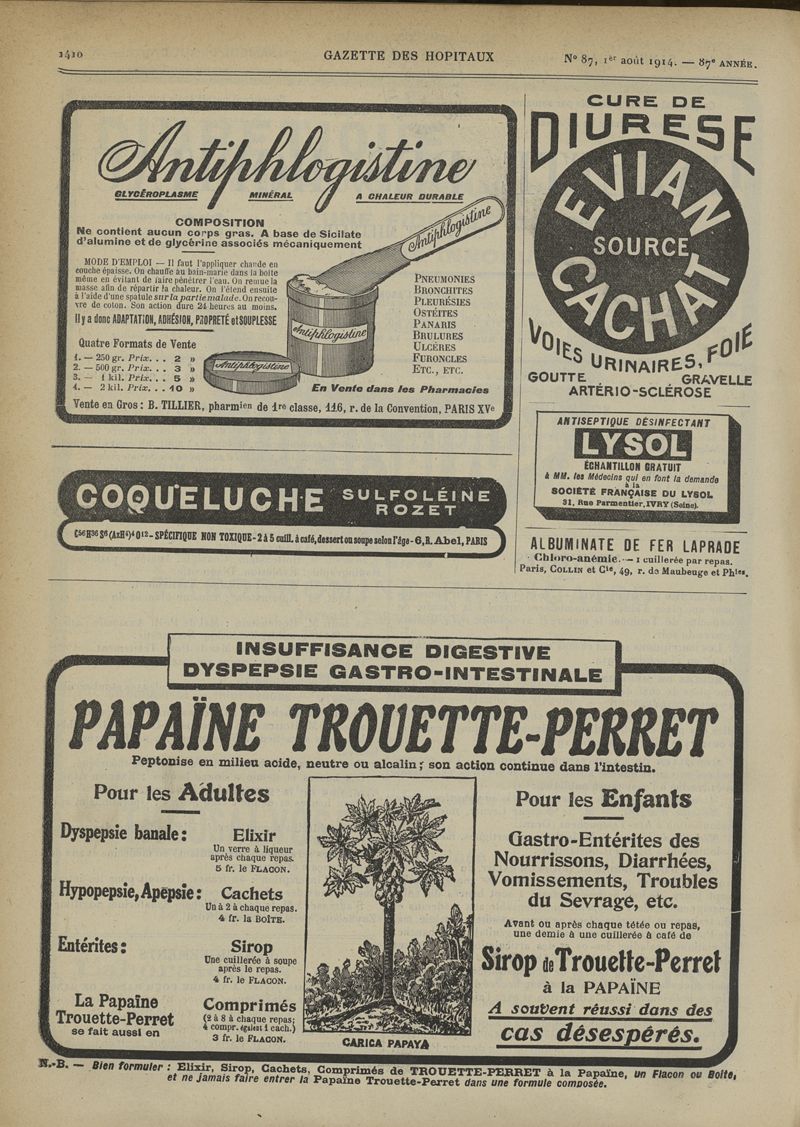 1410
GAZETTE DES HOPITAUX
Nº 87, 1er août 1914. — 87e ANNÉE.
Antiphlogistine
GLYCÉROPLASME MINÉRAL A CHALEUR DURABLE
COMPOSITION
Ne contient aucun corps gras. A base de Sicilate
d'alumine et de glycérine associés mécaniquement
MODE D'EMPLOI — Il faut l'appliquer chaude en
couche épaisse. On chauffe au bain-marie dans la boîte
même en évitant de faire pénétrer l'eau. On remue la
masse afin de répartir la chaleur. On l'étend ensuite
à l'aide d'une spatule sur la partie malade. On recou-
vre de coton. Son action dure 24 heures au moins.
Il y a donc ADAPTATION, ADHÉSION, PROPRETÉ et SOUPLESSE
Quatre Formats de Vente
1. — 250 gr. Prix... 2 »
2. — 500 gr. Prix... 3 »
3. — 1 kil. Prix... 5 »
4. — 2 kil. Prix... 10 »
Antiphlogistine
Antiphlogistine
Antiphlogistine
PNEUMONIES
BRONCHITES
PLEURÉSIES
OSTÉITES
PANARIS
BRULURES
ULCÈRES
FURONCLES
ETC., ETC.
En Vente dans les Pharmacies
Vente en Gros : B. TILLIER, pharmien de 1re classe, 116, r. de la Convention, PARIS XVe
COQUELUCHE SULFOLÉINE
ROZET
C56H36S6(AzH4)4O12 - SPÉCIFIQUE NON TOXIQUE - 2 à 5 cuill. à café, dessert ou soupe selon l'âge - 6, R. Abel, PARIS
CURE DE
DIURESE
EVIAN
SOURCE
CACHAT
VOIES URINAIRES, FOIE
GOUTTE GRAVELLE
ARTÉRIO-SCLÉROSE
ANTISEPTIQUE DÉSINFECTANT
LYSOL
ÉCHANTILLON GRATUIT
à MM. les Médecins qui en font la demande
à la
SOCIÉTÉ FRANÇAISE DU LYSOL
31, Rue Parmentier, IVRY (Seine).
ALBUMINATE DE FER LAPRADE
Chloro-anémie. — 1 cuillerée par repas.
Paris, COLLIN et Cie, 49, r. de Maubeuge et Phies.
INSUFFISANCE DIGESTIVE
DYSPEPSIE GASTRO-INTESTINALE
PAPAÏNE TROUETTE-PERRET
Peptonise en milieu acide, neutre ou alcalin; son action continue dans l'intestin.
Pour les Adultes
Dyspepsie banale : Elixir
Un verre à liqueur
après chaque repas.
5 fr. le FLACON.
Hypopepsie, Apepsie : Cachets
Un à 2 à chaque repas.
4 fr. la BOÎTE.
Entérites : Sirop
Une cuillerée à soupe
après le repas.
4 fr. le FLACON.
La Papaïne
Trouette-Perret
se fait aussi en
Comprimés
(2 à 8 à chaque repas;
4 compr. égalent 1 cach.)
3 fr. le FLACON.
CARICA PAPAYA
Pour les Enfants
Gastro-Entérites des
Nourrissons, Diarrhées,
Vomissements, Troubles
du Sevrage, etc.
Avant ou après chaque tétée ou repas,
une demie à une cuillerée à café de
Sirop de Trouette-Perret
à la PAPAÏNE
A souvent réussi dans des
cas désespérés.
N.-B. — Bien formuler : Elixir, Sirop, Cachets, Comprimés de TROUETTE-PERRET à la Papaïne, un Flacon ou Boîte,
et ne jamais faire entrer la Papaïne Trouette-Perret dans une formule composée.